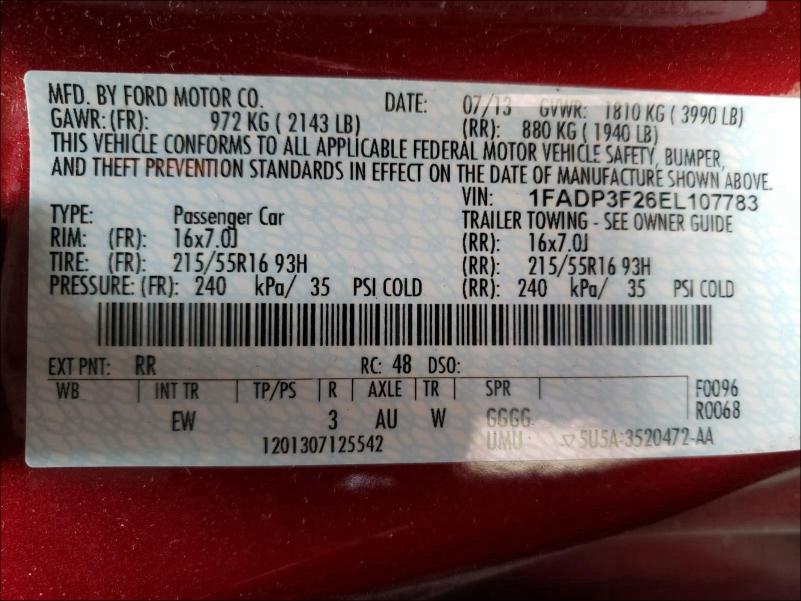 MFD. BY FORD MOTOR CO. DATE: 07/13 GVWR: 1810 KG ( 3990 LB)
GAWR: (FR): 972 KG ( 2143 LB) (RR): 880 KG ( 1940 LB)
THIS VEHICLE CONFORMS TO ALL APPLICABLE FEDERAL MOTOR VEHICLE SAFETY, BUMPER,
AND THEFT PREVENTION STANDARDS IN EFFECT ON THE DATE OF MANUFACTURE SHOWN ABOVE.
VIN: 1FADP3F26EL107783
TYPE: Passenger Car TRAILER TOWING - SEE OWNER GUIDE
RIM: (FR): 16x7.0J (RR): 16x7.0J
TIRE: (FR): 215/55R16 93H (RR): 215/55R16 93H
PRESSURE: (FR): 240 kPa/ 35 PSI COLD (RR): 240 kPa/ 35 PSI COLD
EXT PNT: RR RC: 48 DSO:
WB INT TR TP/PS R AXLE TR SPR F0096
EW 3 AU W GGGG R0068
1201307125542 UMU ▽5U5A-3520472-AA